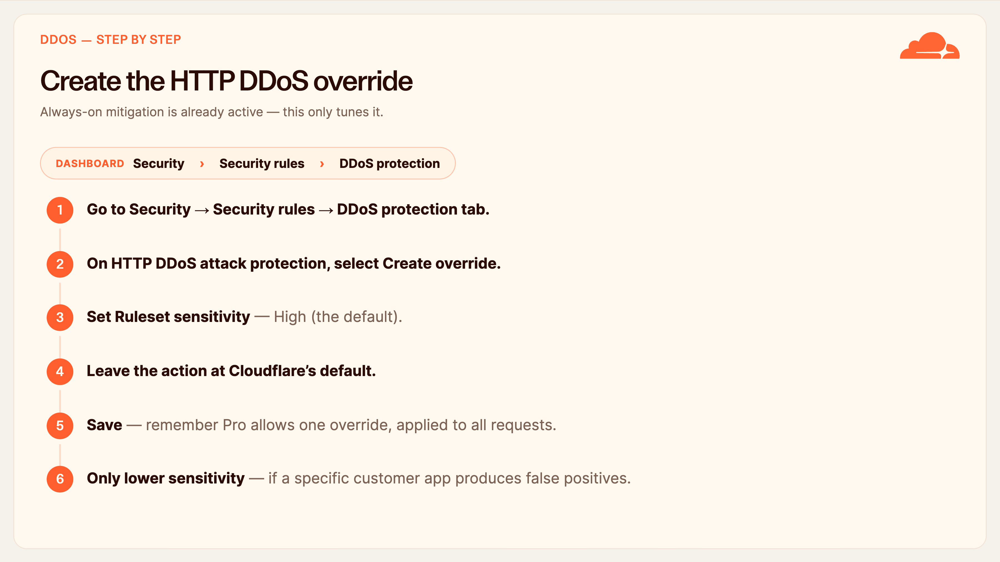 DDOS — STEP BY STEP
Create the HTTP DDoS override
Always-on mitigation is already active — this only tunes it.
DASHBOARD Security › Security rules › DDoS protection
1 Go to Security → Security rules → DDoS protection tab.
2 On HTTP DDoS attack protection, select Create override.
3 Set Ruleset sensitivity — High (the default).
4 Leave the action at Cloudflare’s default.
5 Save — remember Pro allows one override, applied to all requests.
6 Only lower sensitivity — if a specific customer app produces false positives.